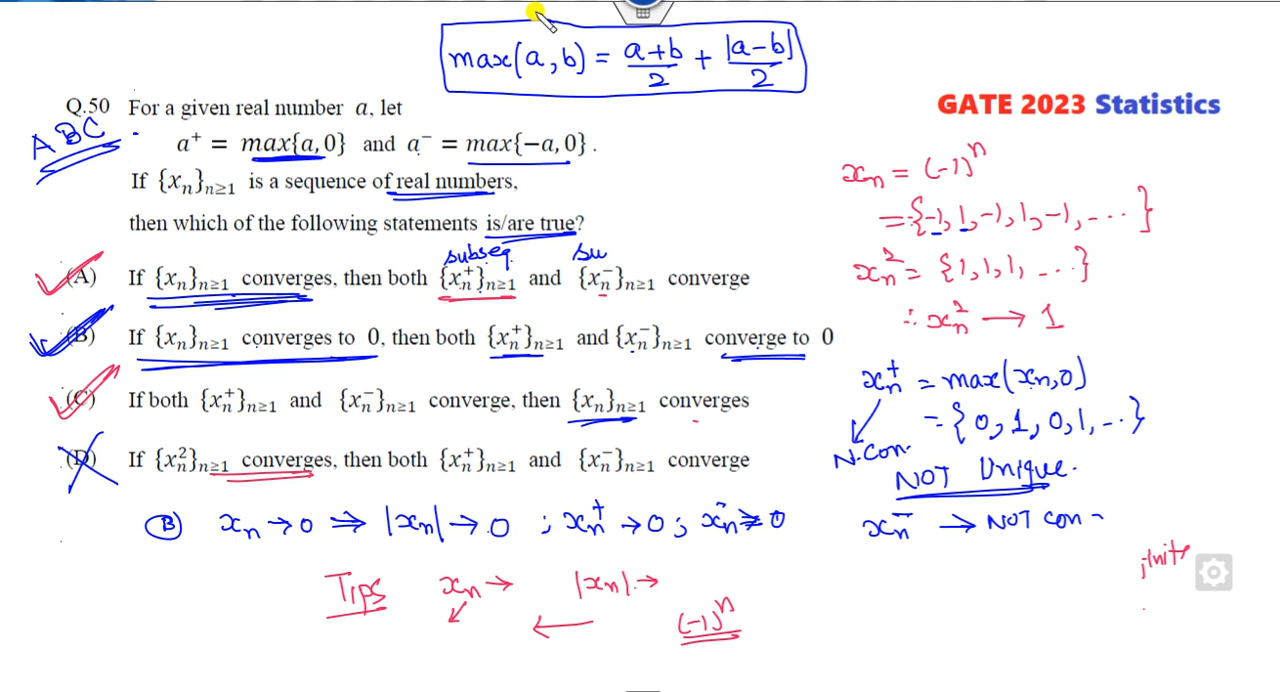 max(a,b) = a+b/2 + |a-b|/2
Q.50 For a given real number a, let
GATE 2023 Statistics
ABC
a⁺ = max{a, 0} and a⁻ = max{−a, 0}.
If {xₙ}ₙ≥₁ is a sequence of real numbers,
then which of the following statements is/are true?
subseq. su
(A) If {xₙ}ₙ≥₁ converges, then both {xₙ⁺}ₙ≥₁ and {xₙ⁻}ₙ≥₁ converge
(B) If {xₙ}ₙ≥₁ converges to 0, then both {xₙ⁺}ₙ≥₁ and {xₙ⁻}ₙ≥₁ converge to 0
(C) If both {xₙ⁺}ₙ≥₁ and {xₙ⁻}ₙ≥₁ converge, then {xₙ}ₙ≥₁ converges
(D) If {xₙ²}ₙ≥₁ converges, then both {xₙ⁺}ₙ≥₁ and {xₙ⁻}ₙ≥₁ converge
xₙ = (-1)ⁿ
= {-1, 1, -1, 1, -1, ...}
xₙ² = {1, 1, 1, ...}
∴ xₙ² → 1
xₙ⁺ = max(xₙ,0)
= {0, 1, 0, 1, ...}
N.Con.
NOT Unique.
xₙ⁻ → NOT Con
(B) xₙ → 0 ⇒ |xₙ| → 0 ; xₙ⁺ → 0 ; xₙ⁻ → 0
Tips xₙ → |xₙ| →
← (-1)ⁿ